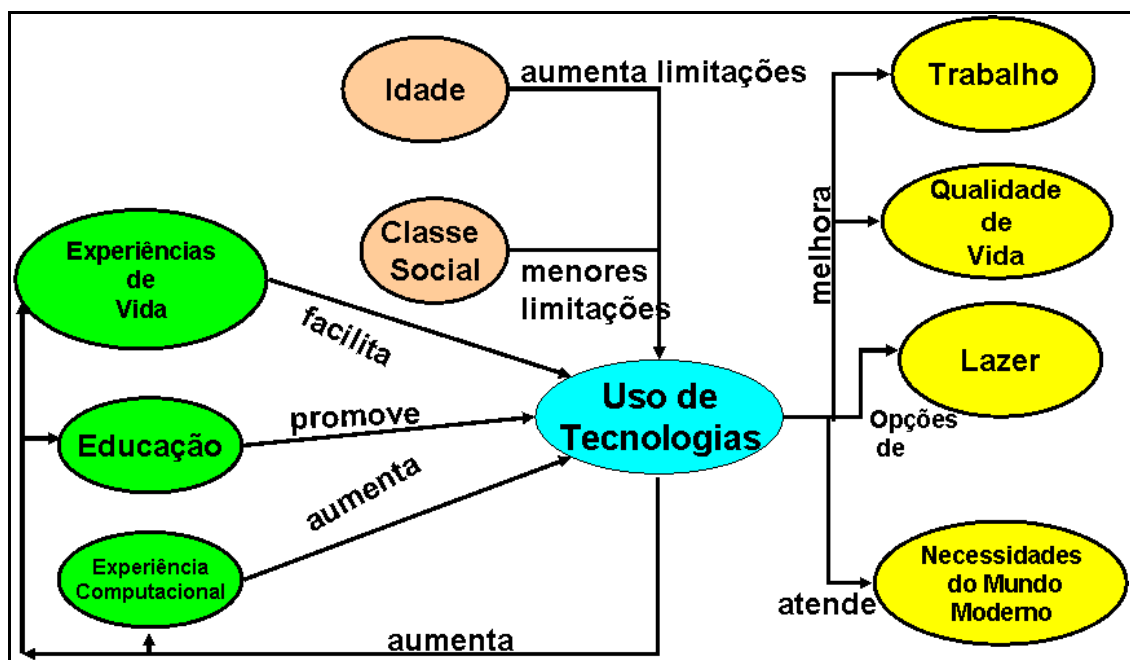 Idade
aumenta limitações
Trabalho
Classe
Social
menores
limitações
melhora
Qualidade
de
Vida
Experiências
de
Vida
facilita
Lazer
Uso de
Tecnologias
promove
Educação
Opções
de
aumenta
Experiência
Computacional
Necessidades
do Mundo
Moderno
atende
aumenta